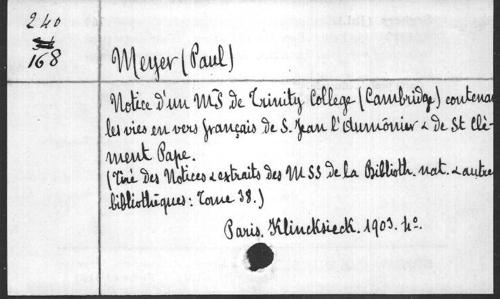 240
168
Meyer (Paul)
Notice d'un MS de Trinity College (Cambridge) contenan
les vies en vers français de S. Jean l'Aumônier & de St Clé-
ment Pape.
(Tiré des Notices & extraits des MSS de la Biblioth. nat. & autres
bibliothèques: Tome 38.)
Paris. Klincksieck. 1903. 4o.